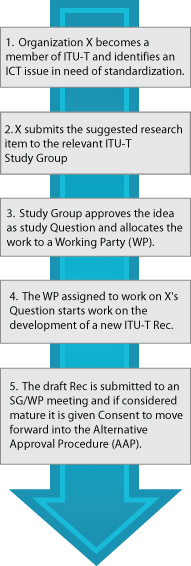 1. Organization X becomes a
member of ITU-T and identifies an
ICT issue in need of standardization.
2. X submits the suggested research
item to the relevant ITU-T
Study Group
3. Study Group approves the idea
as study Question and allocates the
work to a Working Party (WP).
4. The WP assigned to work on X's
Question starts work on the
development of a new ITU-T Rec.
5. The draft Rec is submitted to an
SG/WP meeting and if considered
mature it is given Consent to move
forward into the Alternative
Approval Procedure (AAP).